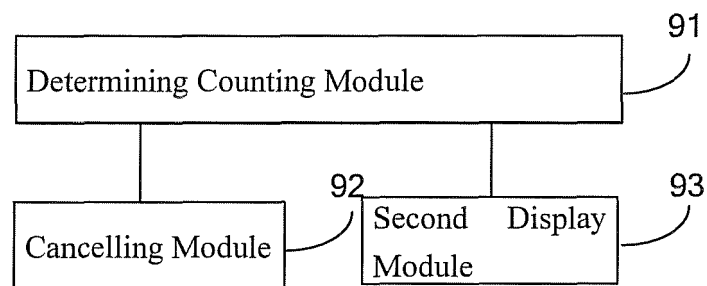 91
Determining Counting Module
92
93
Cancelling Module
Second Display
Module